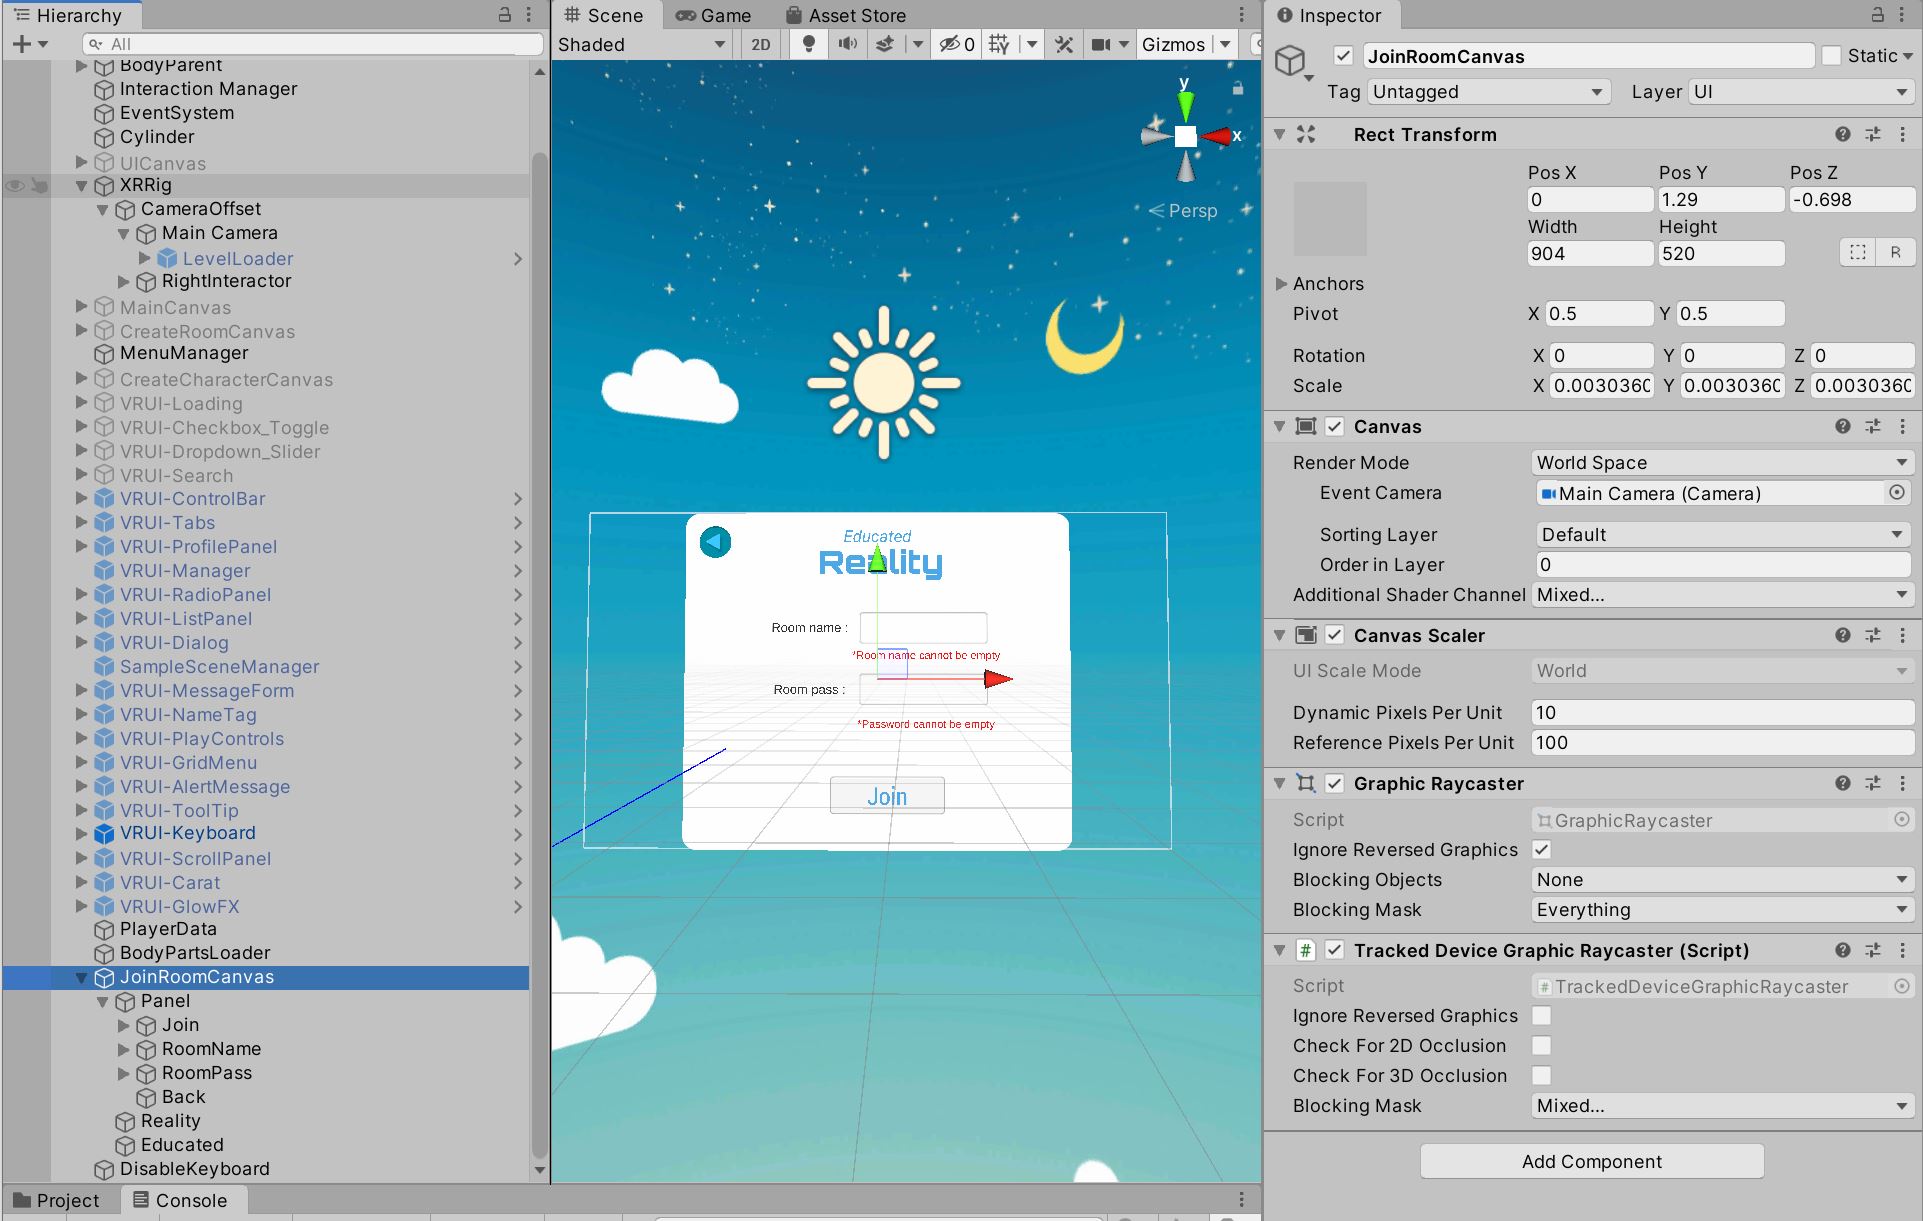 Hierarchy
All
BodyParent
Interaction Manager
EventSystem
Cylinder
UICanvas
XRRig
CameraOffset
Main Camera
LevelLoader
RightInteractor
MainCanvas
CreateRoomCanvas
MenuManager
CreateCharacterCanvas
VRUI-Loading
VRUI-Checkbox_Toggle
VRUI-Dropdown_Slider
VRUI-Search
VRUI-ControlBar
VRUI-Tabs
VRUI-ProfilePanel
VRUI-Manager
VRUI-RadioPanel
VRUI-ListPanel
VRUI-Dialog
SampleSceneManager
VRUI-MessageForm
VRUI-NameTag
VRUI-PlayControls
VRUI-GridMenu
VRUI-AlertMessage
VRUI-ToolTip
VRUI-Keyboard
VRUI-ScrollPanel
VRUI-Carat
VRUI-GlowFX
PlayerData
BodyPartsLoader
JoinRoomCanvas
Panel
Join
RoomName
RoomPass
Back
Reality
Educated
DisableKeyboard
Project Console
Scene Game Asset Store
Shaded 2D 0 Gizmos
y
x
Persp
Educated
Reality
Room name :
*Room name cannot be empty
Room pass :
*Password cannot be empty
Join
Inspector
JoinRoomCanvas Static
Tag Untagged Layer UI
Rect Transform
Pos X Pos Y Pos Z
0 1.29 -0.698
Width Height
904 520 R
Anchors
Pivot X 0.5 Y 0.5
Rotation X 0 Y 0 Z 0
Scale X 0.003036( Y 0.003036( Z 0.003036(
Canvas
Render Mode World Space
Event Camera Main Camera (Camera)
Sorting Layer Default
Order in Layer 0
Additional Shader Channel Mixed...
Canvas Scaler
UI Scale Mode World
Dynamic Pixels Per Unit 10
Reference Pixels Per Unit 100
Graphic Raycaster
Script GraphicRaycaster
Ignore Reversed Graphics
Blocking Objects None
Blocking Mask Everything
# Tracked Device Graphic Raycaster (Script)
Script # TrackedDeviceGraphicRaycaster
Ignore Reversed Graphics
Check For 2D Occlusion
Check For 3D Occlusion
Blocking Mask Mixed...
Add Component